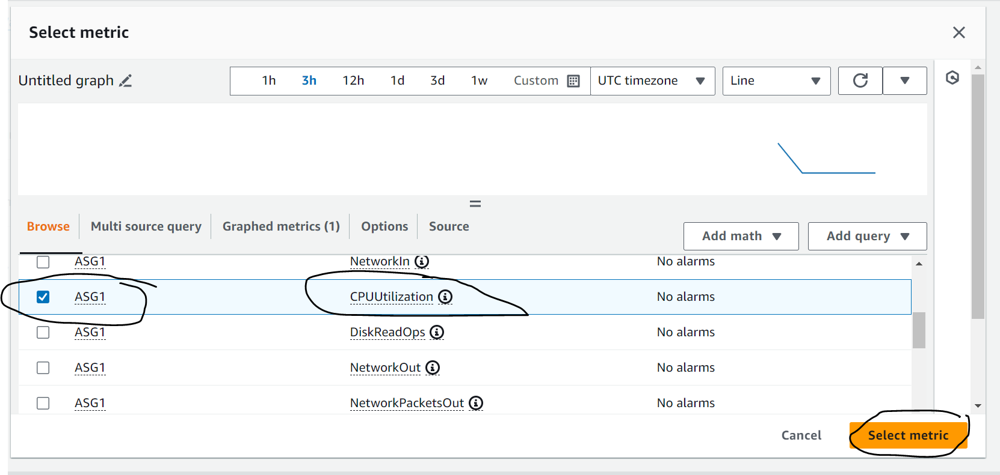 Select metric
Untitled graph 1h 3h 12h 1d 3d 1w Custom UTC timezone Line
Browse Multi source query Graphed metrics (1) Options Source Add math Add query
ASG1 NetworkIn No alarms
ASG1 CPUUtilization No alarms
ASG1 DiskReadOps No alarms
ASG1 NetworkOut No alarms
ASG1 NetworkPacketsOut No alarms
Cancel Select metric